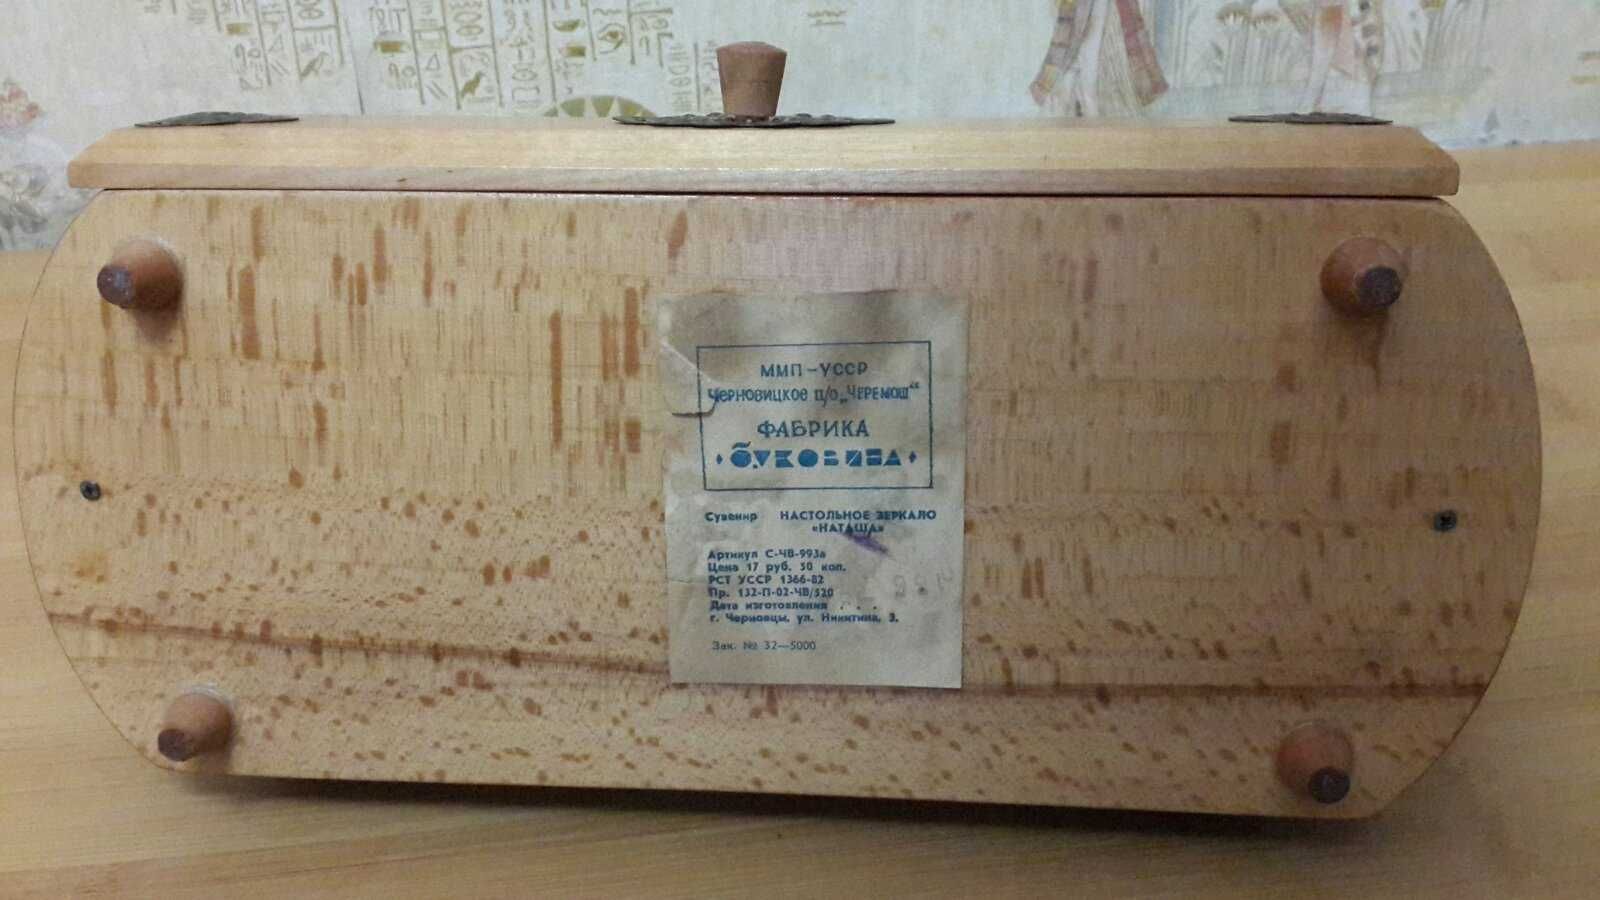 ММП-УССР
ЧЕРНОВИЦКОЕ п/о „ЧЕРЕМОШ“
ФАБРИКА
БУКОВИНА
Сувенир НАСТОЛЬНОЕ ЗЕРКАЛО
«НАТАША»
Артикул С-ЧВ-993а
Цена 17 руб. 50 коп.
РСТ УССР 1366-82
Пр. 132-П-02-ЧВ/520
Дата изготовления . . .
г. Черновцы, ул. Никитина, 3.
Зак. № 32—5000